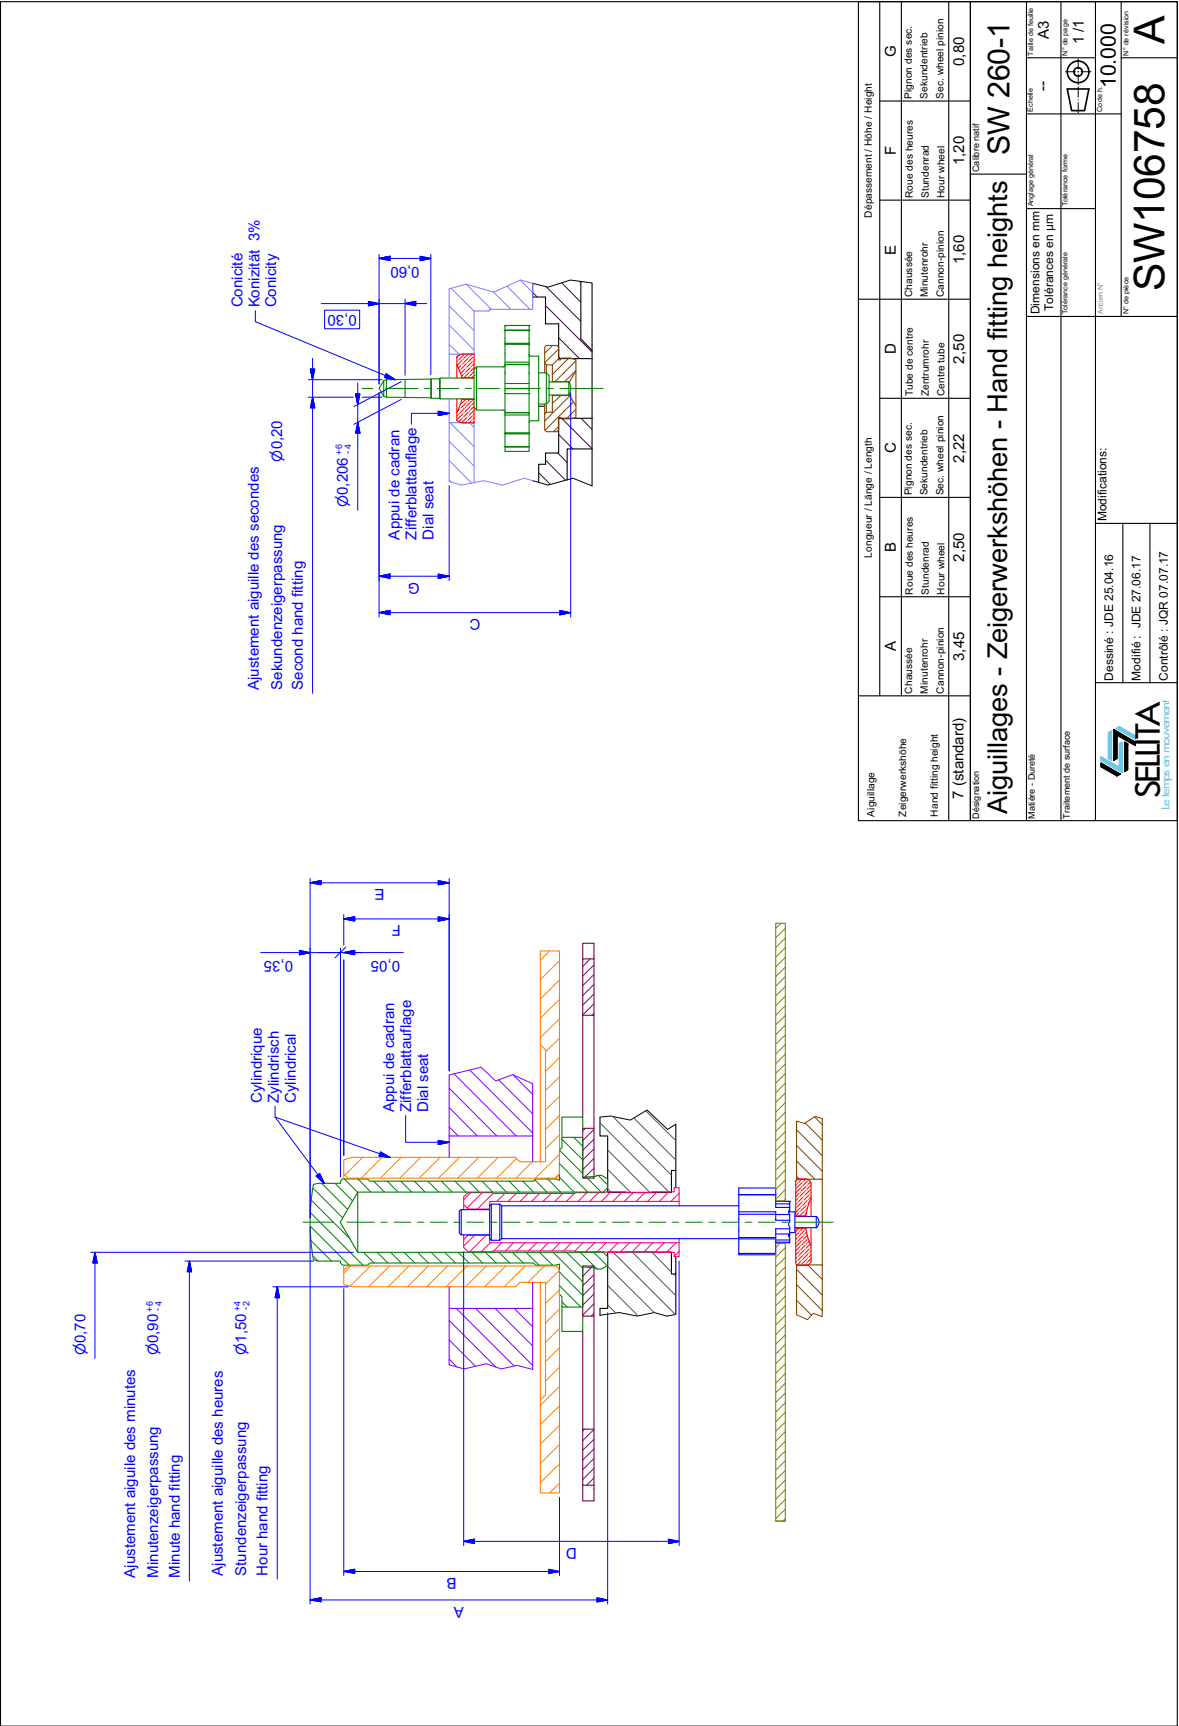 Ø0,70
Ajustement aiguile des minutes
Minutenzeigerpassung
Minute hand fitting
Ø0,90 +6 -4
Ajustement aiguille des heures
Stundenzeigerpassung
Hour hand fitting
Ø1,50 +4 -2
Cylindrique
Zylindrisch
Cylindrical
Appui de cadran
Zifferblattauflage
Dial seat
0,35
0,05
E
F
A
B
D
Ajustement aiguille des secondes
Sekundenzeigerpassung
Second hand fitting
Ø0,20
Ø0,206 +6 -4
Conicité
Konizität 3%
Conicity
0,30
0,60
Appui de cadran
Zifferblattauflage
Dial seat
G
C
Aiguillage
Zeigerwerkshöhe
Hand fitting height
Longueur / Länge / Length
Dépassement / Höhe / Height
A
B
C
D
E
F
G
Chaussée
Minutenrohr
Cannon-pinion
Roue des heures
Stundenrad
Hour wheel
Pignon des sec.
Sekundentrieb
Sec. wheel pinion
Tube de centre
Zentrumrohr
Centre tube
Chaussée
Minutenrohr
Cannon-pinion
Roue des heures
Stundenrad
Hour wheel
Pignon des sec.
Sekundentrieb
Sec. wheel pinion
7 (standard) 3,45 2,50 2,22 2,50 1,60 1,20 0,80
Désignation
Aiguillages - Zeigerwerkshöhen - Hand fitting heights
Calibre natif
SW 260-1
Matière - Dureté
Dimensions en mm
Tolérances en µm
Anglage général
Echelle
--
Taille de feuille
A3
Traitement de surface
Tolérance générale
Tolérance forme
N° de page
1 /1
SELLITA
Le temps en mouvement
Dessiné : JDE 25.04.16
Modifié : JDE 27.06.17
Contrôlé : JQR 07.07.17
Modifications:
Ancien N°
Code h.
10.000
N° de pièce
SW106758
N° de révision
A